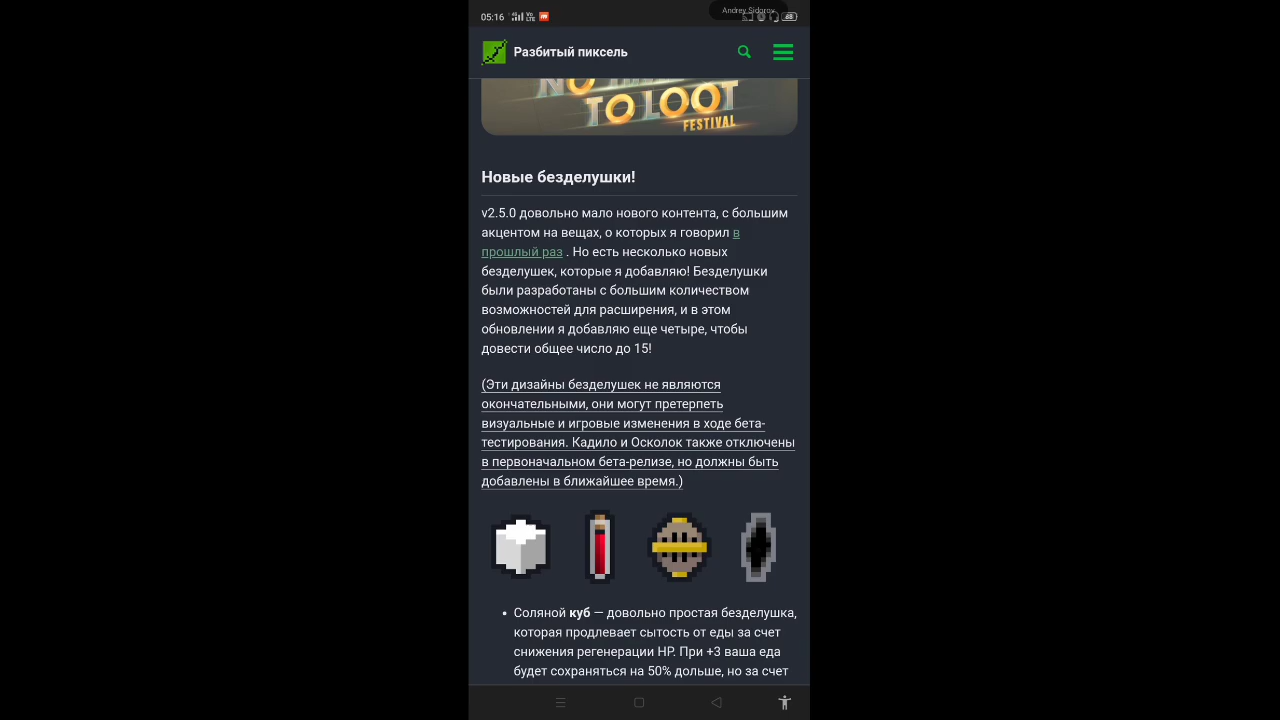 Andrey Sidorov
05:16
Разбитый пиксель
TO LOOT
FESTIVAL
Новые безделушки!
v2.5.0 довольно мало нового контента, с большим
акцентом на вещах, о которых я говорил в
прошлый раз . Но есть несколько новых
безделушек, которые я добавляю! Безделушки
были разработаны с большим количеством
возможностей для расширения, и в этом
обновлении я добавляю еще четыре, чтобы
довести общее число до 15!
(Эти дизайны безделушек не являются
окончательными, они могут претерпеть
визуальные и игровые изменения в ходе бета-
тестирования. Кадило и Осколок также отключены
в первоначальном бета-релизе, но должны быть
добавлены в ближайшее время.)
• Соляной куб — довольно простая безделушка,
которая продлевает сытость от еды за счет
снижения регенерации HP. При +3 ваша еда
будет сохраняться на 50% дольше, но за счет